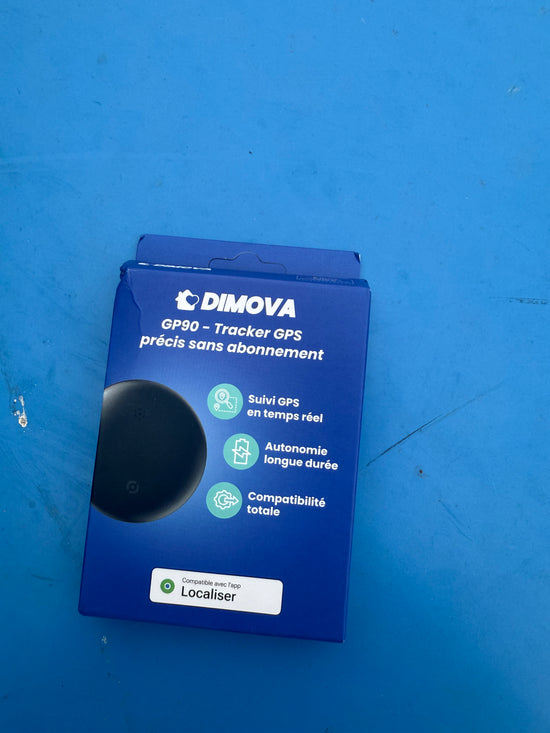 DIMOVA
GP90 - Tracker GPS
précis sans abonnement
Suivi GPS
en temps réel
Autonomie
longue durée
Compatibilité
totale
Compatible avec l'app
Localiser